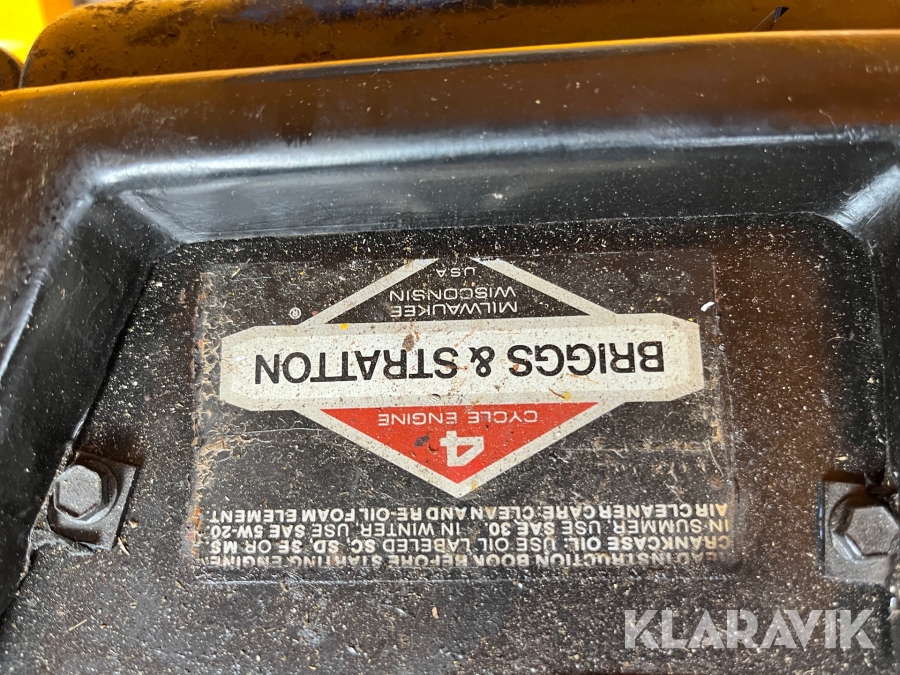 LEAD INSTRUCTION BOOK BEFORE STARTING ENGINE.
CRANKCASE OIL. USE OIL LABELED SC, SD, SE OR MS
IN SUMMER, USE SAE 30. IN WINTER, USE SAE 5W-20
AIR CLEANER CARE: CLEAN AND RE-OIL FOAM ELEMENT
4
CYCLE ENGINE
BRIGGS & STRATTON
®
MILWAUKEE
WISCONSIN
USA
KLARAVIK